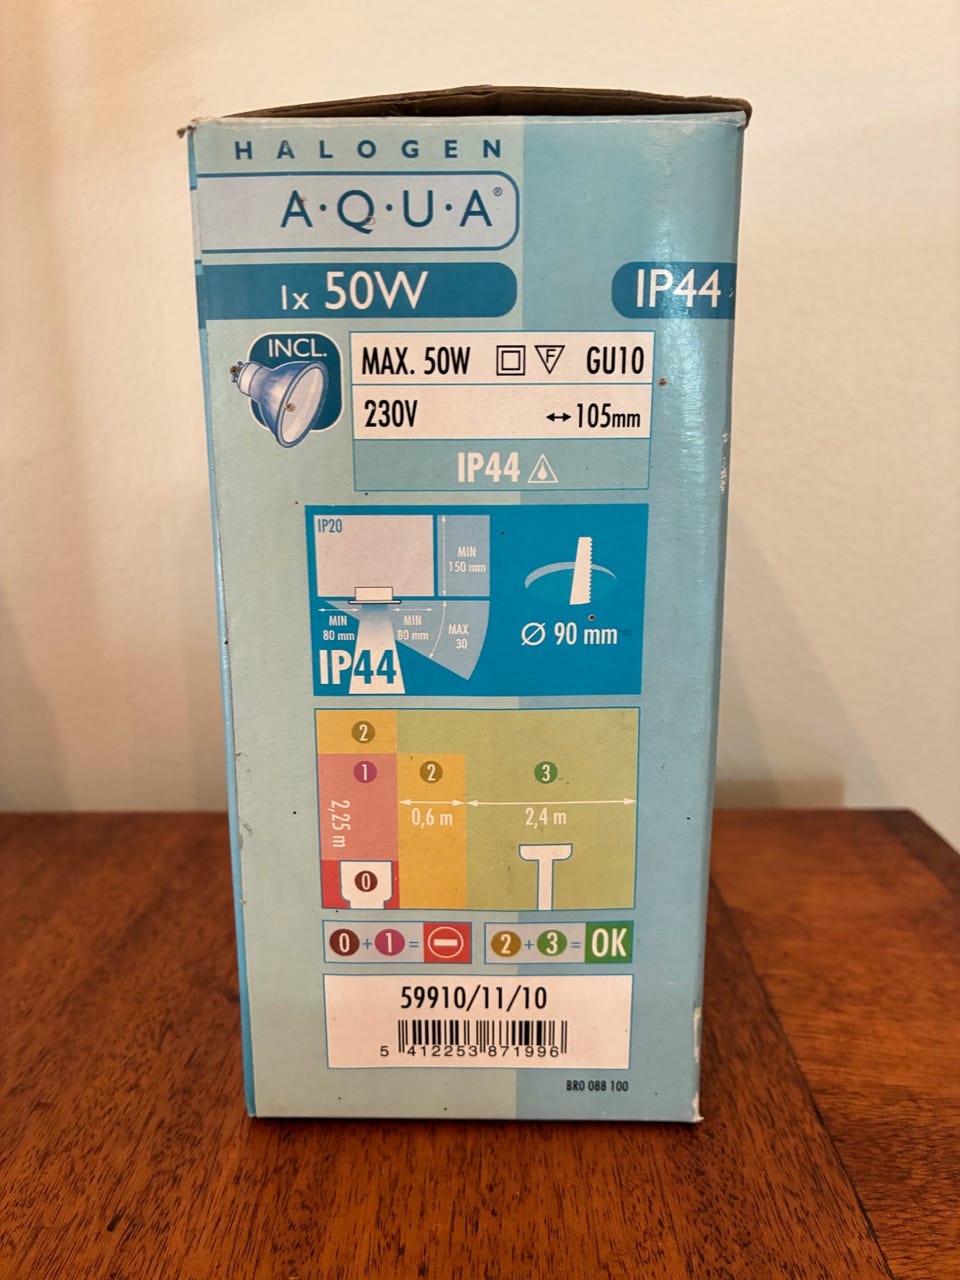 HALOGEN
A·Q·U·A®
1x 50W
IP44
INCL.
MAX. 50W F GU10
230V ↔ 105mm
IP44
IP20
MIN
150 mm
MIN
80 mm
MIN
80 mm
MAX
30
IP44
Ø 90 mm
2
1
2
3
2,25 m
0,6 m
2,4 m
0
0 + 1 =
2 + 3 = OK
59910/11/10
5 412253 871996
BRO 088 100